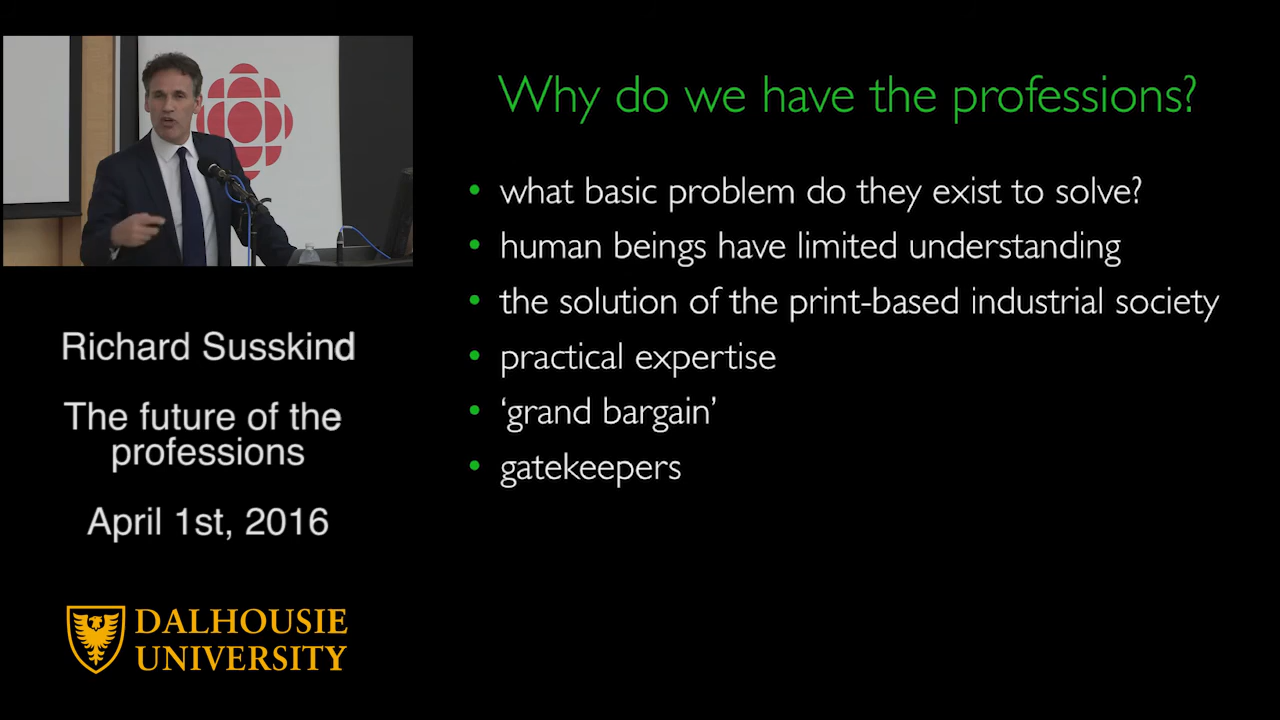 Why do we have the professions?
• what basic problem do they exist to solve?
• human beings have limited understanding
• the solution of the print-based industrial society
• practical expertise
• ‘grand bargain’
• gatekeepers
Richard Susskind
The future of the
professions
April 1st, 2016
DALHOUSIE
UNIVERSITY